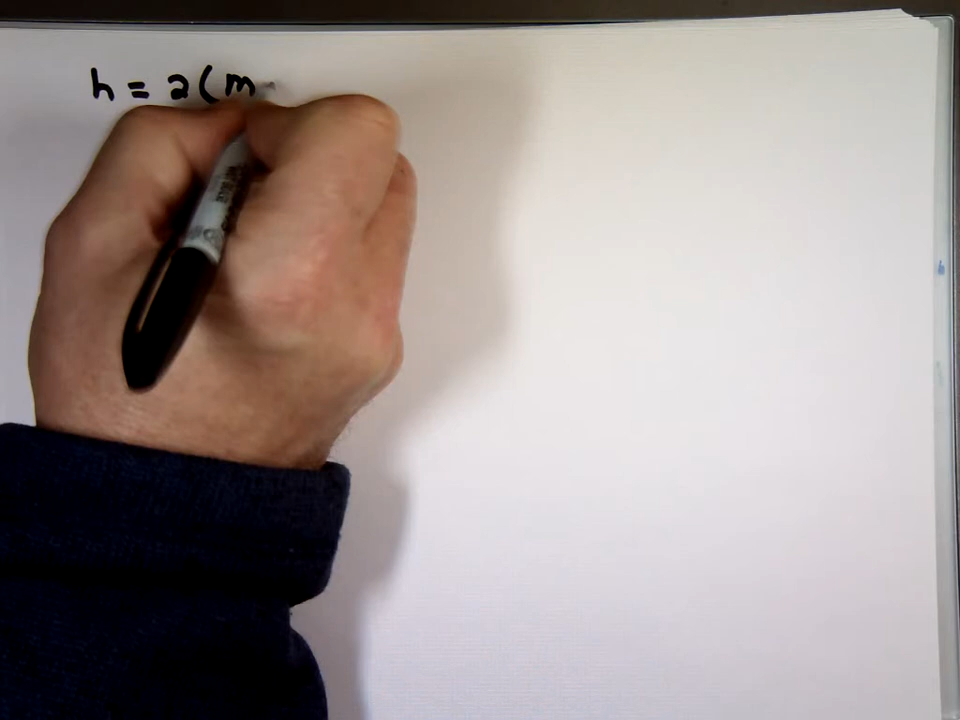 h = 2(m